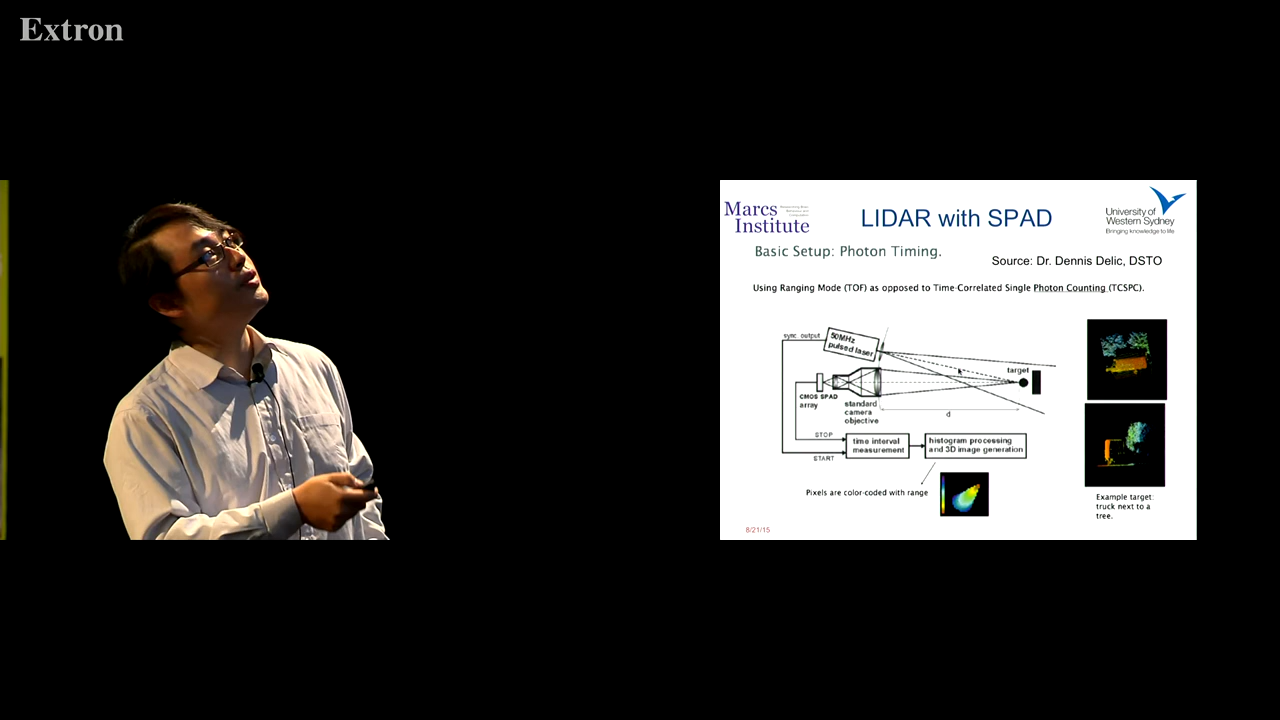 Extron
Marcs
Institute
LIDAR with SPAD
University of
Western Sydney
Bringing knowledge to life
Basic Setup: Photon Timing.
Source: Dr. Dennis Delic, DSTO
Using Ranging Mode (TOF) as opposed to Time-Correlated Single Photon Counting (TCSPC).
sync. output
50MHz
pulsed laser
target
CMOS SPAD
array
standard
camera
objective
d
STOP
START
time interval
measurement
histogram processing
and 3D image generation
Pixels are color-coded with range
Example target:
truck next to a
tree.
8/21/15